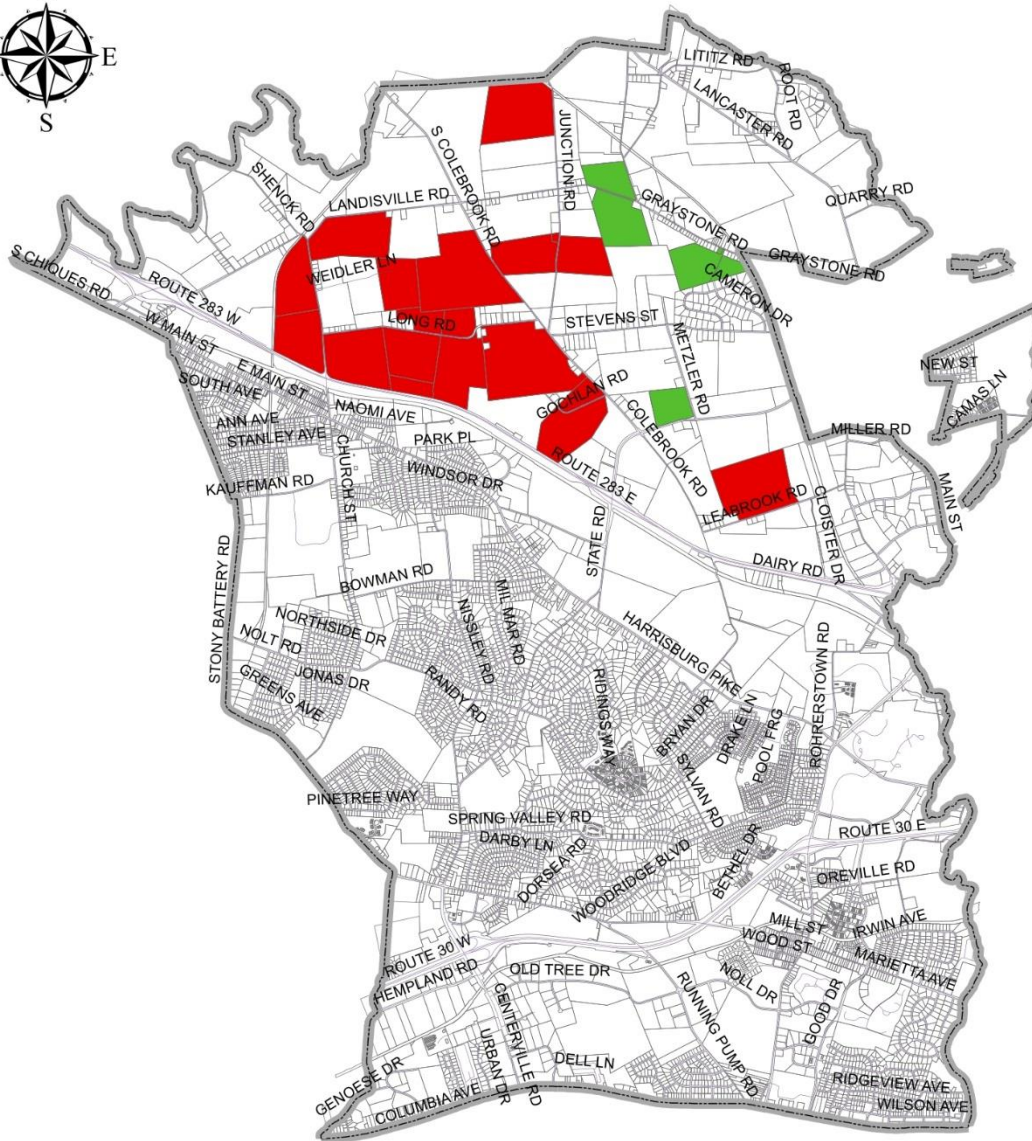 E
S
LITITZ RD
ROOT RD
LANCASTER RD
JUNCTION RD
S COLEBROOK RD
SHENCK RD
LANDISVILLE RD
QUARRY RD
GRAYSTONE RD
GRAYSTONE RD
S CHIQUES RD
ROUTE 283 W
WEIDLER LN
CAMERON DR
W MAIN ST
LONG RD
STEVENS ST
METZLER RD
E MAIN ST
SOUTH AVE
NEW ST
CAMAS LN
GOCHLAN RD
NAOMI AVE
ANN AVE
STANLEY AVE
PARK PL
COLEBROOK RD
MILLER RD
CHURCH ST
WINDSOR DR
ROUTE 283 E
KAUFFMAN RD
LEABROOK RD
CLOISTER DR
MAIN ST
STATE RD
DAIRY RD
STONY BATTERY RD
BOWMAN RD
MIL MAR RD
NISSLEY RD
HARRISBURG PIKE
NORTHSIDE DR
NOLT RD
ROHRERSTOWN RD
JONAS DR
GREENS AVE
RANDY RD
RIDINGS WAY
BRYAN DR
DRAKE LN
POOL FRG
SYLVAN RD
PINETREE WAY
SPRING VALLEY RD
DARBY LN
ROUTE 30 E
DORSEA RD
WOODRIDGE BLVD
BETHEL DR
OREVILLE RD
MILL ST
IRWIN AVE
WOOD ST
MARIETTA AVE
ROUTE 30 W
HEMPLAND RD
OLD TREE DR
NOLL DR
GOOD DR
RUNNING PUMP RD
CENTERVILLE RD
URBAN DR
DELL LN
GENOESE DR
COLUMBIA AVE
RIDGEVIEW AVE
WILSON AVE